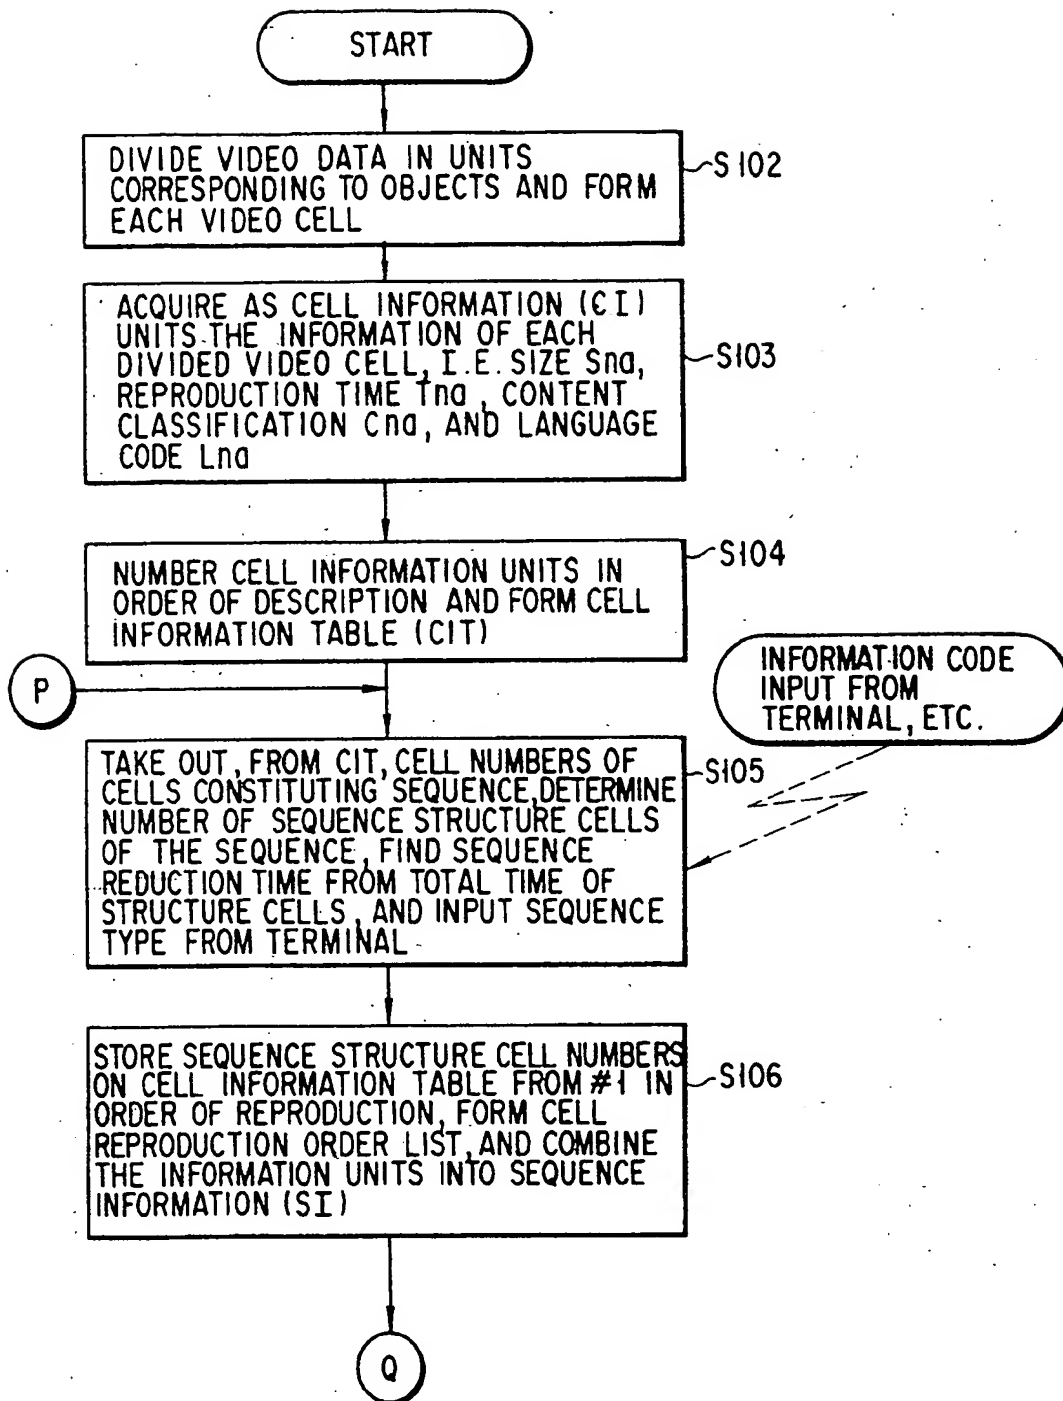 START
DIVIDE VIDEO DATA IN UNITS
CORRESPONDING TO OBJECTS AND FORM
EACH VIDEO CELL
S102
ACQUIRE AS CELL INFORMATION (CI)
UNITS THE INFORMATION OF EACH
DIVIDED VIDEO CELL, I.E. SIZE Sna,
REPRODUCTION TIME Tna, CONTENT
CLASSIFICATION Cna, AND LANGUAGE
CODE Lna
S103
NUMBER CELL INFORMATION UNITS IN
ORDER OF DESCRIPTION AND FORM CELL
INFORMATION TABLE (CIT)
S104
P
INFORMATION CODE
INPUT FROM
TERMINAL, ETC.
TAKE OUT, FROM CIT, CELL NUMBERS OF
CELLS CONSTITUTING SEQUENCE, DETERMINE
NUMBER OF SEQUENCE STRUCTURE CELLS
OF THE SEQUENCE, FIND SEQUENCE
REDUCTION TIME FROM TOTAL TIME OF
STRUCTURE CELLS, AND INPUT SEQUENCE
TYPE FROM TERMINAL
S105
STORE SEQUENCE STRUCTURE CELL NUMBERS
ON CELL INFORMATION TABLE FROM #1 IN
ORDER OF REPRODUCTION, FORM CELL
REPRODUCTION ORDER LIST, AND COMBINE
THE INFORMATION UNITS INTO SEQUENCE
INFORMATION (SI)
S106
Q